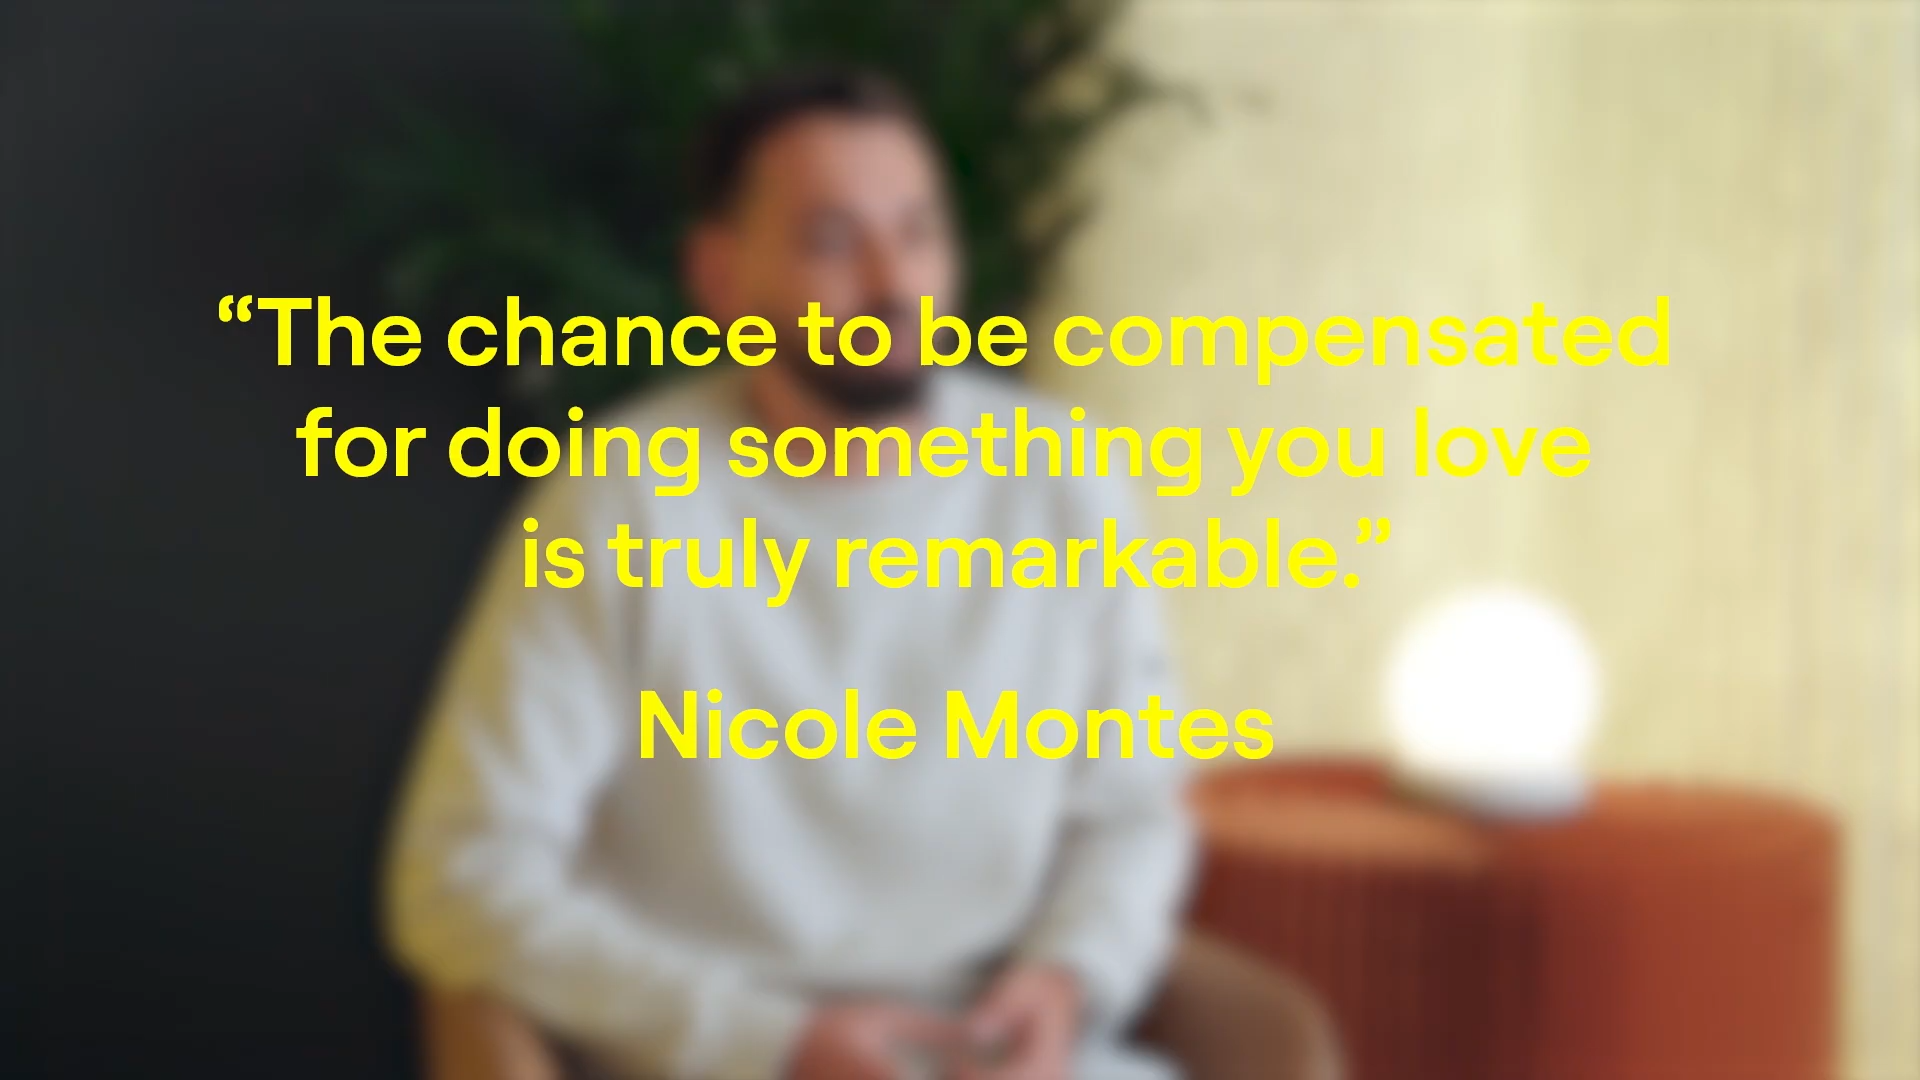 “The chance to be compensated
for doing something you love
is truly remarkable.”
Nicole Montes